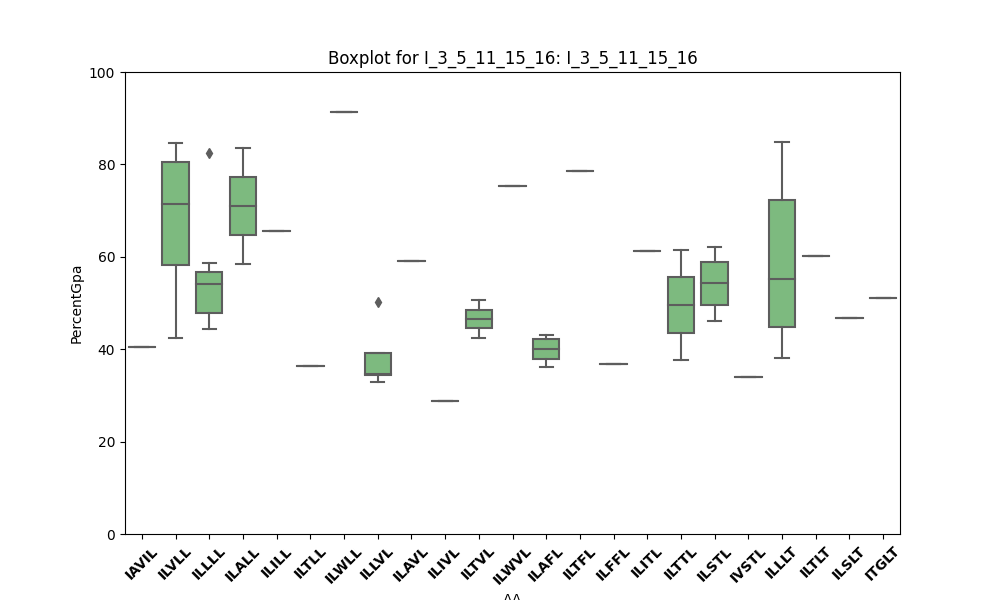 Boxplot for I_3_5_11_15_16: I_3_5_11_15_16
100
80
60
40
20
0
PercentGpa
IAVIL ILVLL ILLLL ILALL ILILL ILTLL ILWLL ILLVL ILAVL ILIVL ILTVL ILWVL ILAFL ILTFL ILFFL ILITL ILTTL ILSTL IVSTL ILLLT ILTLT ILSLT ITGLT
AA